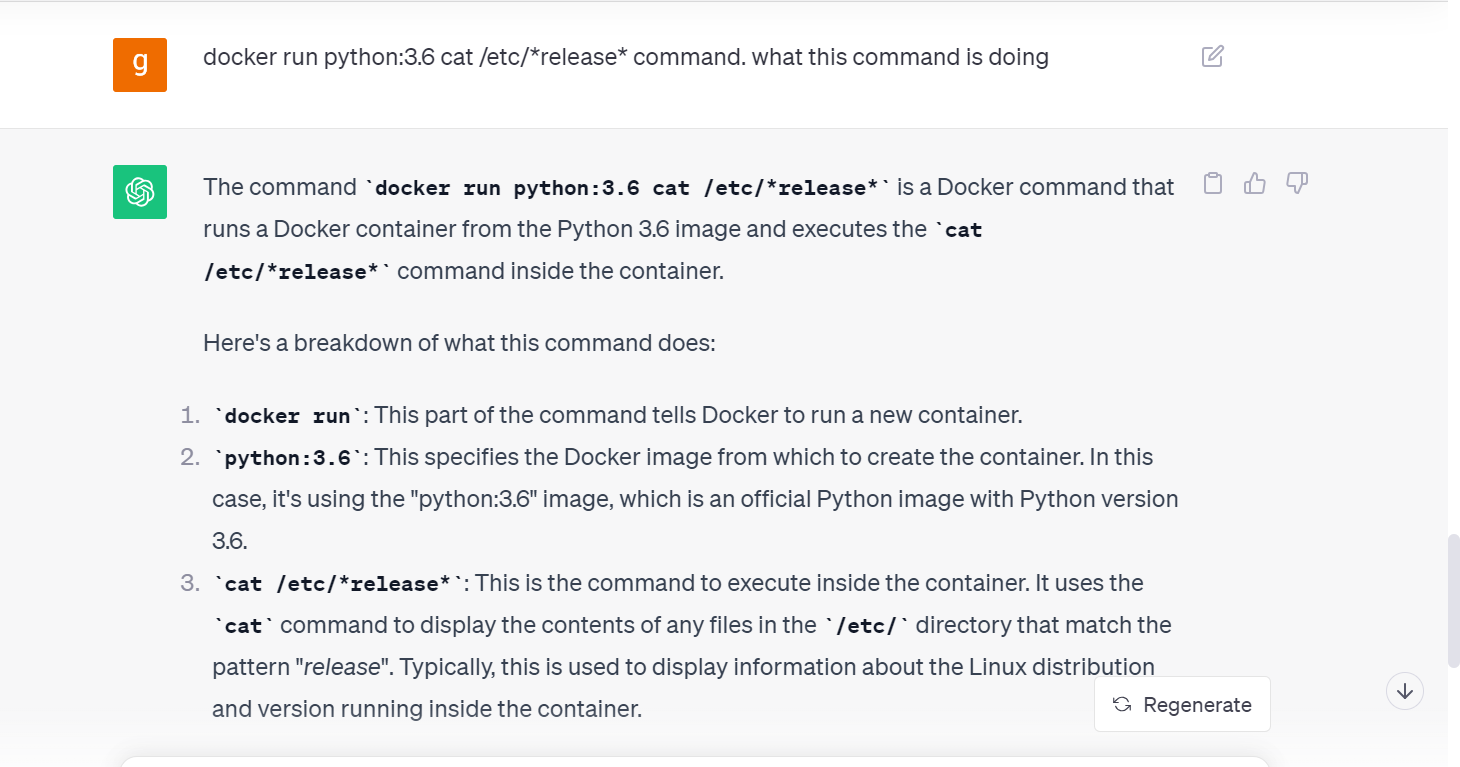 g
docker run python:3.6 cat /etc/*release* command. what this command is doing
The command `docker run python:3.6 cat /etc/*release*` is a Docker command that
runs a Docker container from the Python 3.6 image and executes the `cat
/etc/*release*` command inside the container.
Here's a breakdown of what this command does:
1. `docker run`: This part of the command tells Docker to run a new container.
2. `python:3.6`: This specifies the Docker image from which to create the container. In this
case, it's using the "python:3.6" image, which is an official Python image with Python version
3.6.
3. `cat /etc/*release*`: This is the command to execute inside the container. It uses the
`cat` command to display the contents of any files in the `/etc/` directory that match the
pattern "release". Typically, this is used to display information about the Linux distribution
and version running inside the container.
Regenerate